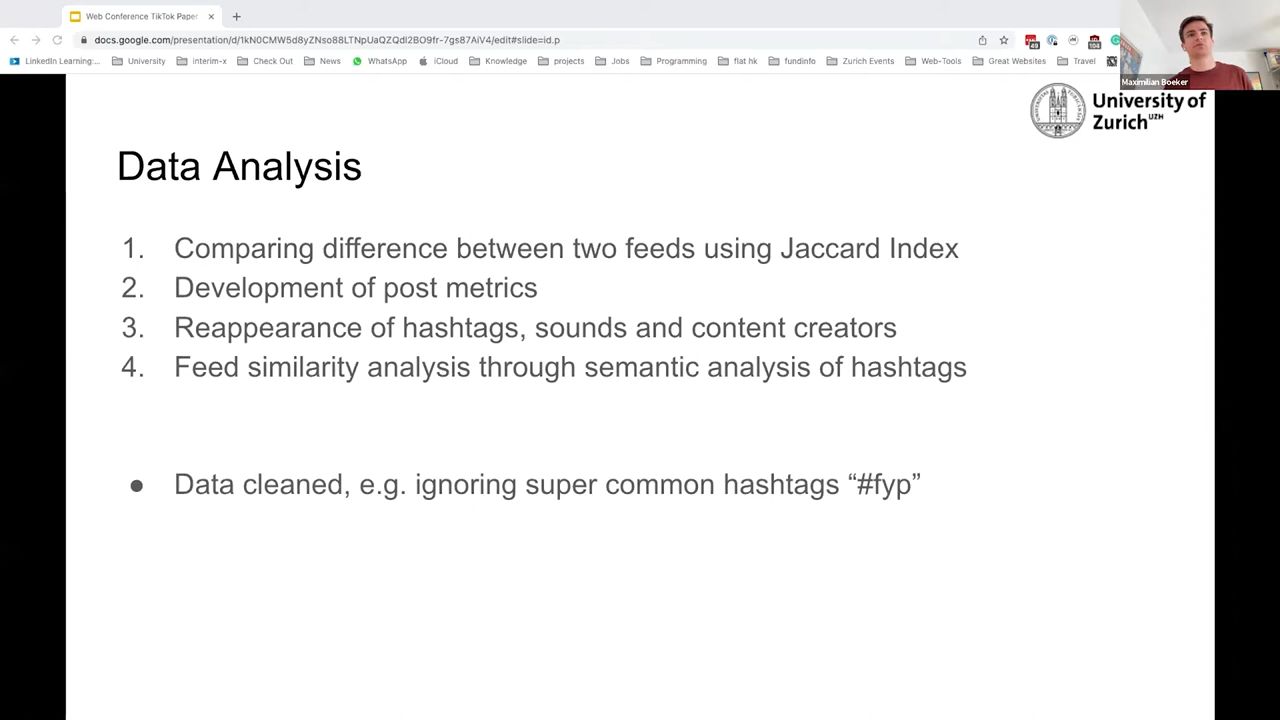 Web Conference TikTok Paper
docs.google.com/presentation/d/1kN0CMW5d8yZNso88LTNpUaQZQdl2BO9fr-7gs87AiV4/edit#slide=id.p
LinkedIn Learning:... University interim-x Check Out News WhatsApp iCloud Knowledge projects Jobs Programming flat hk fundinfo Zurich Events Web-Tools Great Websites Travel
Maximilian Boeker
University of
Zurich UZH
Data Analysis
1. Comparing difference between two feeds using Jaccard Index
2. Development of post metrics
3. Reappearance of hashtags, sounds and content creators
4. Feed similarity analysis through semantic analysis of hashtags
● Data cleaned, e.g. ignoring super common hashtags “#fyp”